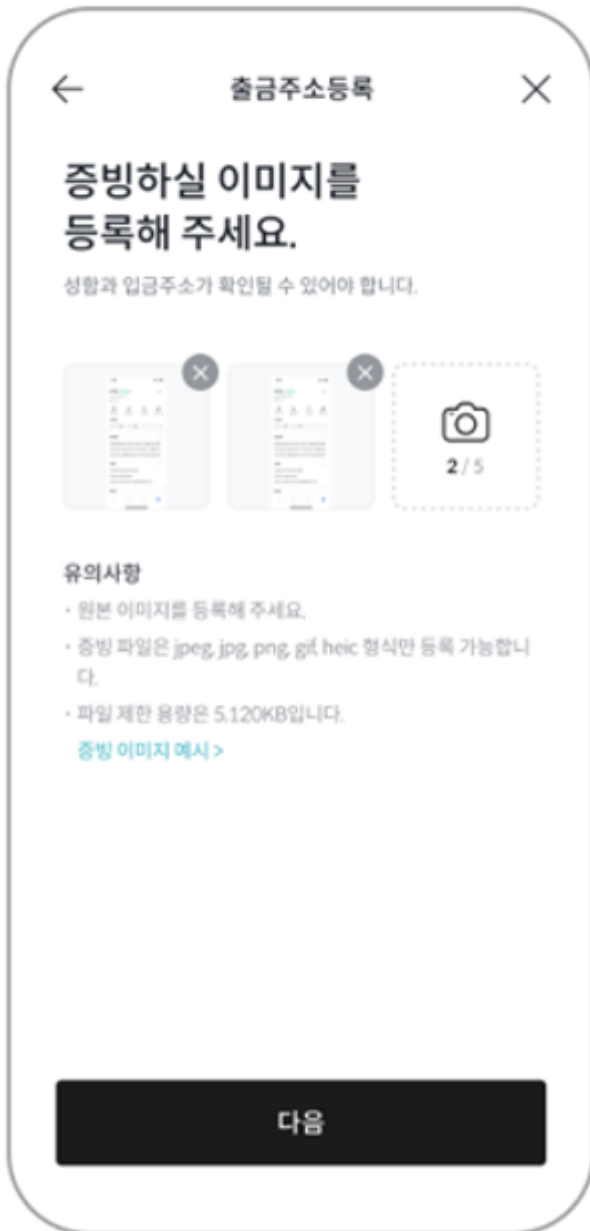 출금주소등록
증빙하실 이미지를
등록해 주세요.
성함과 입금주소가 확인될 수 있어야 합니다.
2 / 5
유의사항
· 원본 이미지를 등록해 주세요.
· 증빙 파일은 jpeg, jpg, png, gif, heic 형식만 등록 가능합니
다.
· 파일 제한 용량은 5,120KB입니다.
증빙 이미지 예시 >
다음